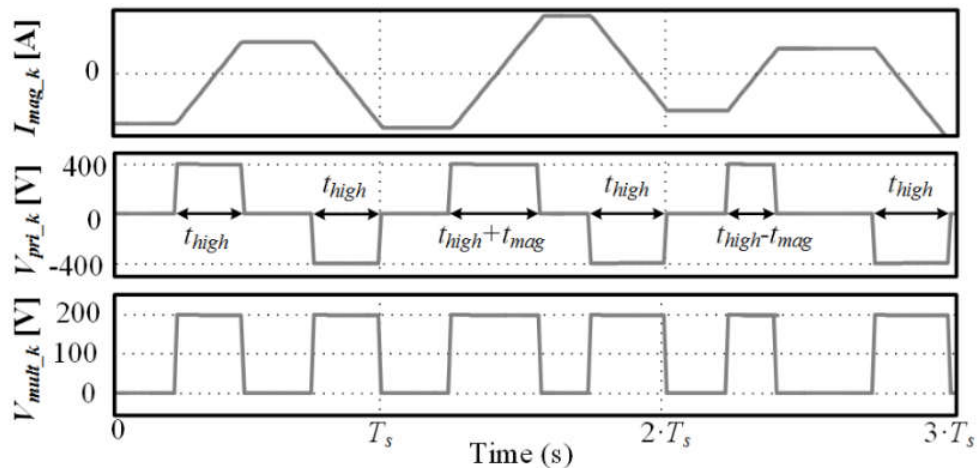 I_mag_k [A]
0
V_pri_k [V]
400
0
-400
t_high
t_high
t_high+t_mag
t_high
t_high-t_mag
t_high
V_mult_k [V]
200
100
0
0
T_s
2·T_s
3·T_s
Time (s)